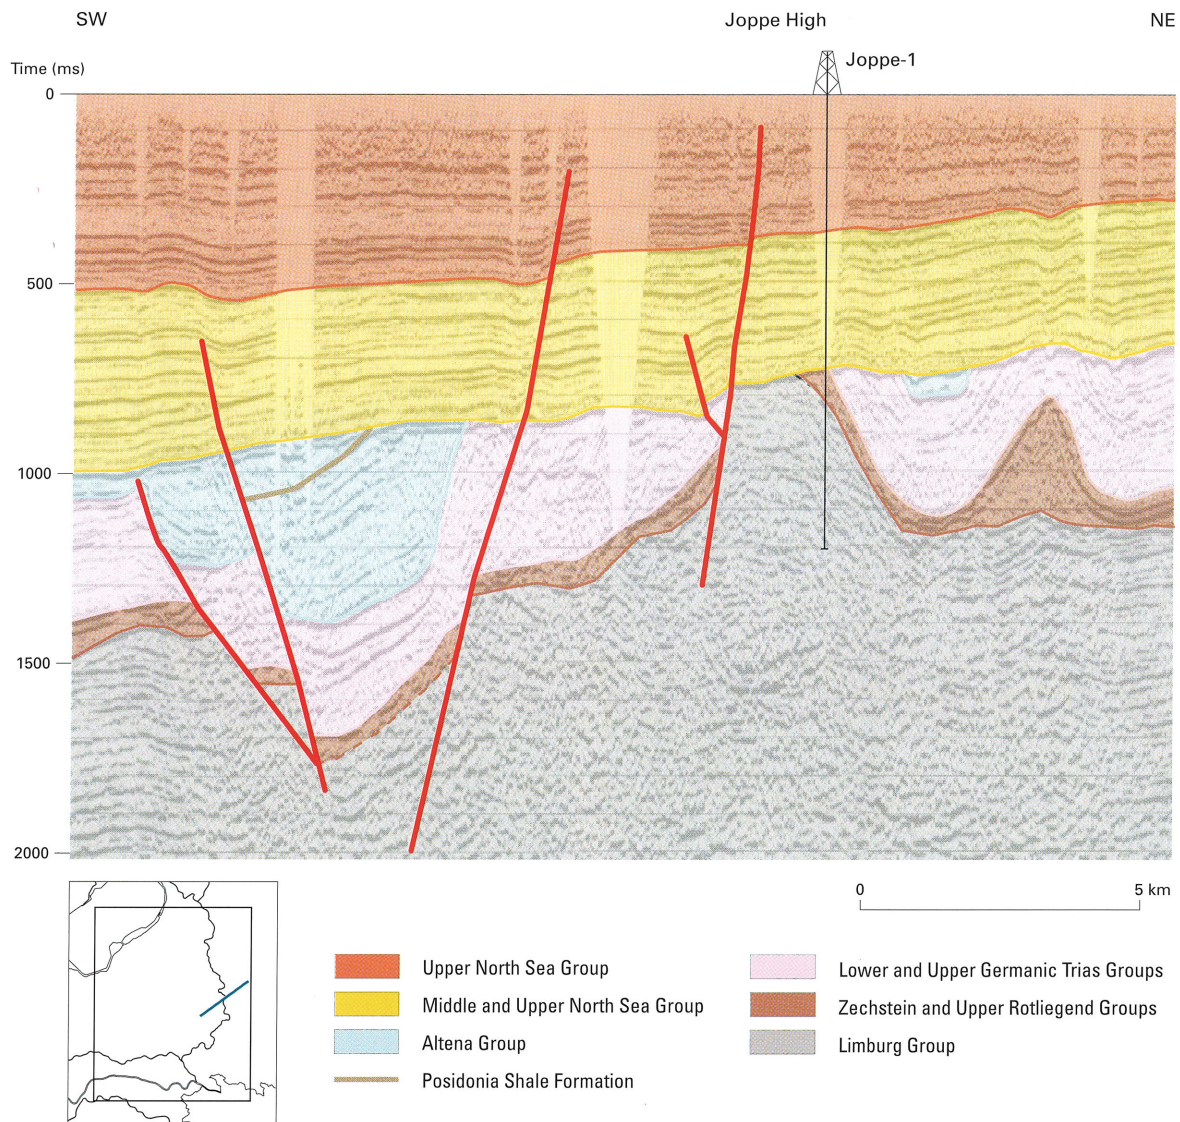 SW
Joppe High
NE
Joppe-1
Time (ms)
0
500
1000
1500
2000
0
5 km
Upper North Sea Group
Middle and Upper North Sea Group
Altena Group
Posidonia Shale Formation
Lower and Upper Germanic Trias Groups
Zechstein and Upper Rotliegend Groups
Limburg Group